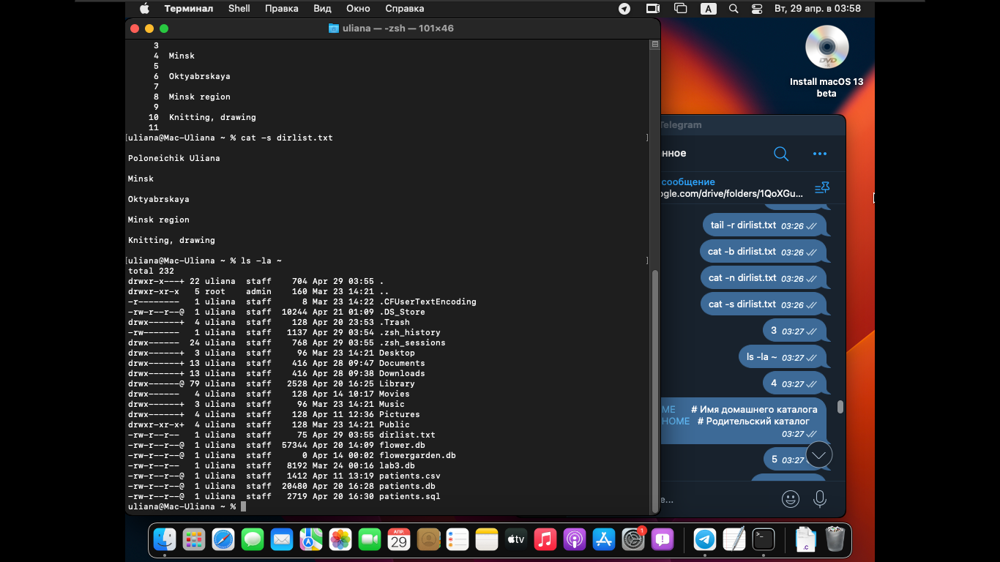 Терминал Shell Правка Вид Окно Справка A Вт, 29 апр. в 03:58
uliana — -zsh — 101×46
3
4 Minsk
5
6 Oktyabrskaya
7
8 Minsk region
9
10 Knitting, drawing
11
[uliana@Mac-Uliana ~ % cat -s dirlist.txt ]
Poloneichik Uliana
Minsk
Oktyabrskaya
Minsk region
Knitting, drawing
[uliana@Mac-Uliana ~ % ls -la ~ ]
total 232
drwxr-x---+ 22 uliana staff 704 Apr 29 03:55 .
drwxr-xr-x 5 root admin 160 Mar 23 14:21 ..
-r-------- 1 uliana staff 8 Mar 23 14:22 .CFUserTextEncoding
-rw-r--r--@ 1 uliana staff 10244 Apr 21 01:09 .DS_Store
drwx------+ 4 uliana staff 128 Apr 20 23:53 .Trash
-rw------- 1 uliana staff 1137 Apr 29 03:54 .zsh_history
drwx------ 24 uliana staff 768 Apr 29 03:55 .zsh_sessions
drwx------+ 3 uliana staff 96 Mar 23 14:21 Desktop
drwx------+ 13 uliana staff 416 Apr 28 09:47 Documents
drwx------+ 13 uliana staff 416 Apr 28 09:38 Downloads
drwx------@ 79 uliana staff 2528 Apr 20 16:25 Library
drwx------ 4 uliana staff 128 Apr 14 10:17 Movies
drwx------+ 3 uliana staff 96 Mar 23 14:21 Music
drwx------+ 4 uliana staff 128 Apr 11 12:36 Pictures
drwxr-xr-x+ 4 uliana staff 128 Mar 23 14:21 Public
-rw-r--r-- 1 uliana staff 75 Apr 29 03:55 dirlist.txt
-rw-r--r--@ 1 uliana staff 57344 Apr 20 14:09 flower.db
-rw-r--r--@ 1 uliana staff 0 Apr 14 00:02 flowergarden.db
-rw-r--r-- 1 uliana staff 8192 Mar 24 00:16 lab3.db
-rw-r--r--@ 1 uliana staff 1412 Apr 11 13:19 patients.csv
-rw-r--r--@ 1 uliana staff 20480 Apr 20 16:28 patients.db
-rw-r--r--@ 1 uliana staff 2719 Apr 20 16:30 patients.sql
uliana@Mac-Uliana ~ %
DVD
Install macOS 13
beta
Telegram
нное
сообщение
ogle.com/drive/folders/1QoXGu...
tail -r dirlist.txt 03:26
cat -b dirlist.txt 03:26
cat -n dirlist.txt 03:26
cat -s dirlist.txt 03:26
3 03:27
ls -la ~ 03:27
4 03:27
ME # Имя домашнего каталога
HOME # Родительский каталог
03:27
5 03:27
е...
АПР.
29
tv
1
>_
.c